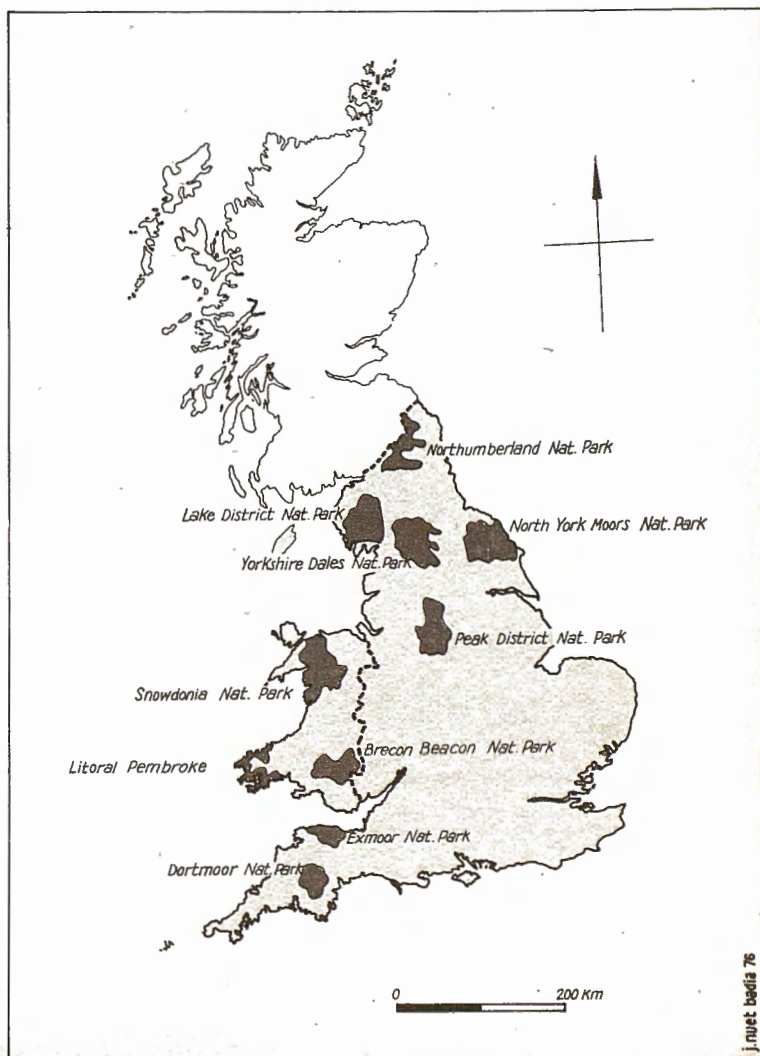 Northumberland Nat. Park
Lake District Nat. Park
North York Moors Nat. Park
Yorkshire Dales Nat. Park
Peak District Nat. Park
Snowdonia Nat. Park
Brecon Beacon Nat. Park
Litoral Pembroke
Exmoor Nat. Park
Dortmoor Nat. Park
0 200 Km
j.nuet badia 76